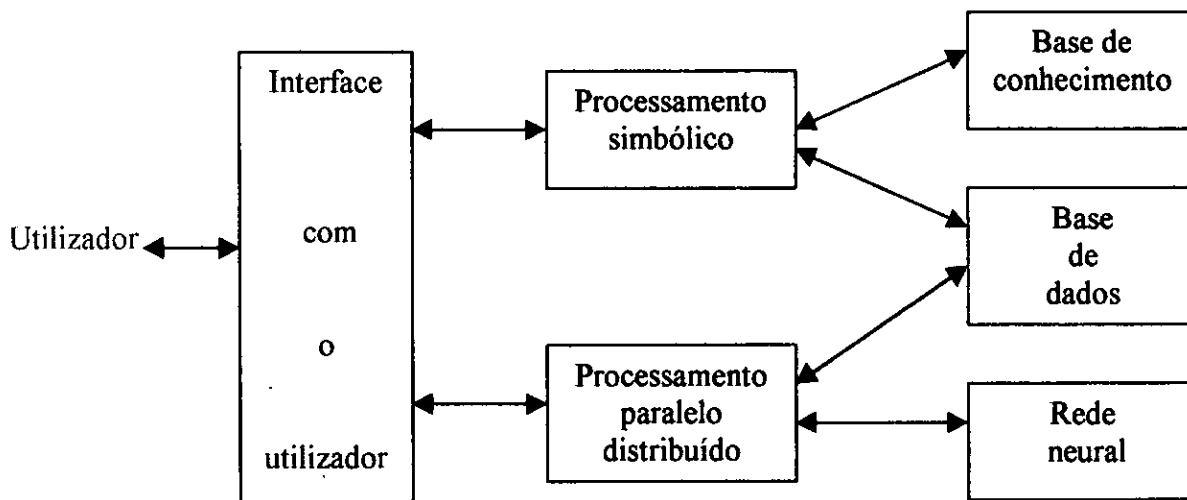 Utilizador
Interface
com
o
utilizador
Processamento
simbólico
Processamento
paralelo
distribuído
Base de
conhecimento
Base
de
dados
Rede
neural